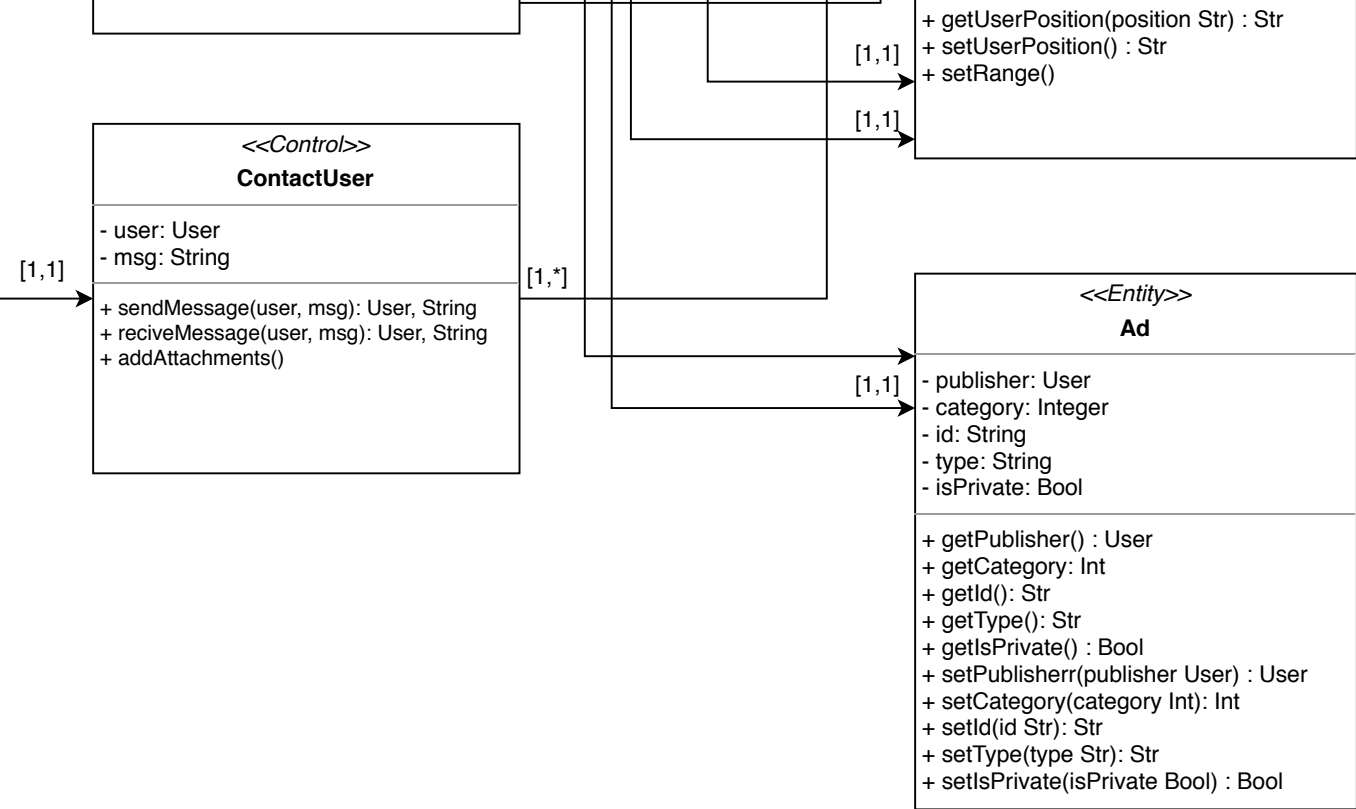 + getUserPosition(position Str) : Str
+ setUserPosition() : Str
+ setRange()
[1,1]
[1,1]
<<Control>>
ContactUser
- user: User
- msg: String
+ sendMessage(user, msg): User, String
+ reciveMessage(user, msg): User, String
+ addAttachments()
[1,1]
[1,*]
<<Entity>>
Ad
[1,1]
- publisher: User
- category: Integer
- id: String
- type: String
- isPrivate: Bool
+ getPublisher() : User
+ getCategory: Int
+ getId(): Str
+ getType(): Str
+ getIsPrivate() : Bool
+ setPublisherr(publisher User) : User
+ setCategory(category Int): Int
+ setId(id Str): Str
+ setType(type Str): Str
+ setIsPrivate(isPrivate Bool) : Bool